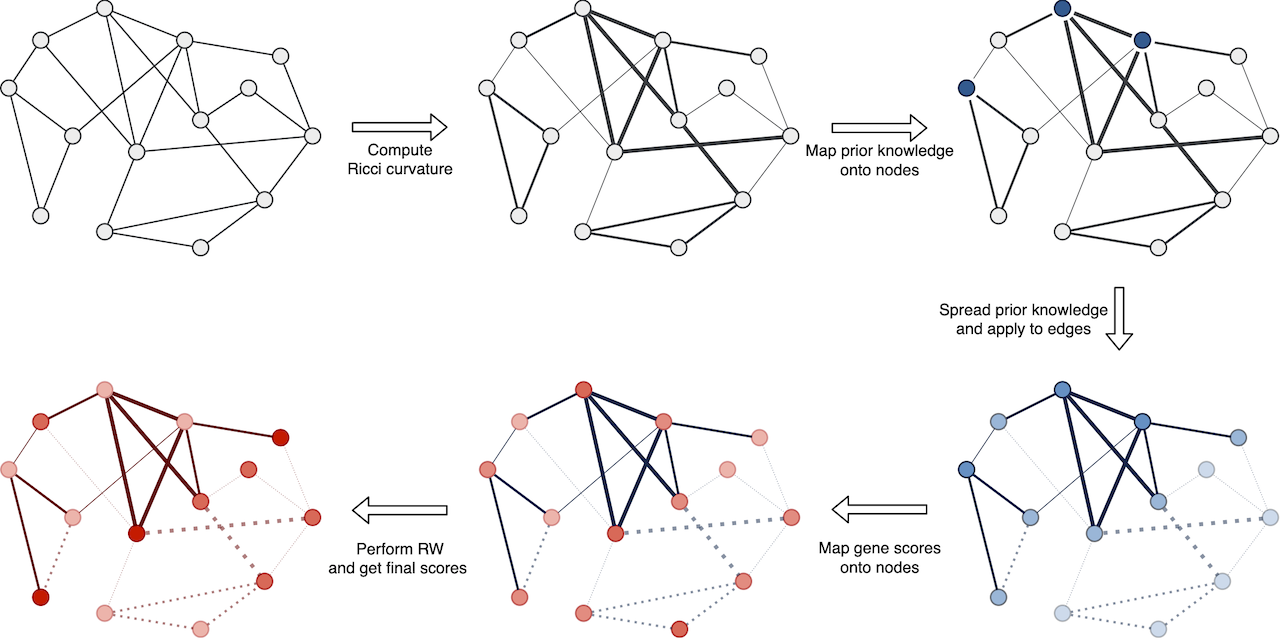 Compute
Ricci curvature
Map prior knowledge
onto nodes
Spread prior knowledge
and apply to edges
Map gene scores
onto nodes
Perform RW
and get final scores